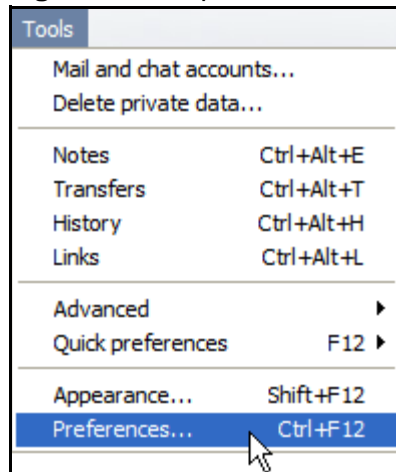 Tools
Mail and chat accounts...
Delete private data...
Notes Ctrl+Alt+E
Transfers Ctrl+Alt+T
History Ctrl+Alt+H
Links Ctrl+Alt+L
Advanced
Quick preferences F12
Appearance... Shift+F12
Preferences... Ctrl+F12